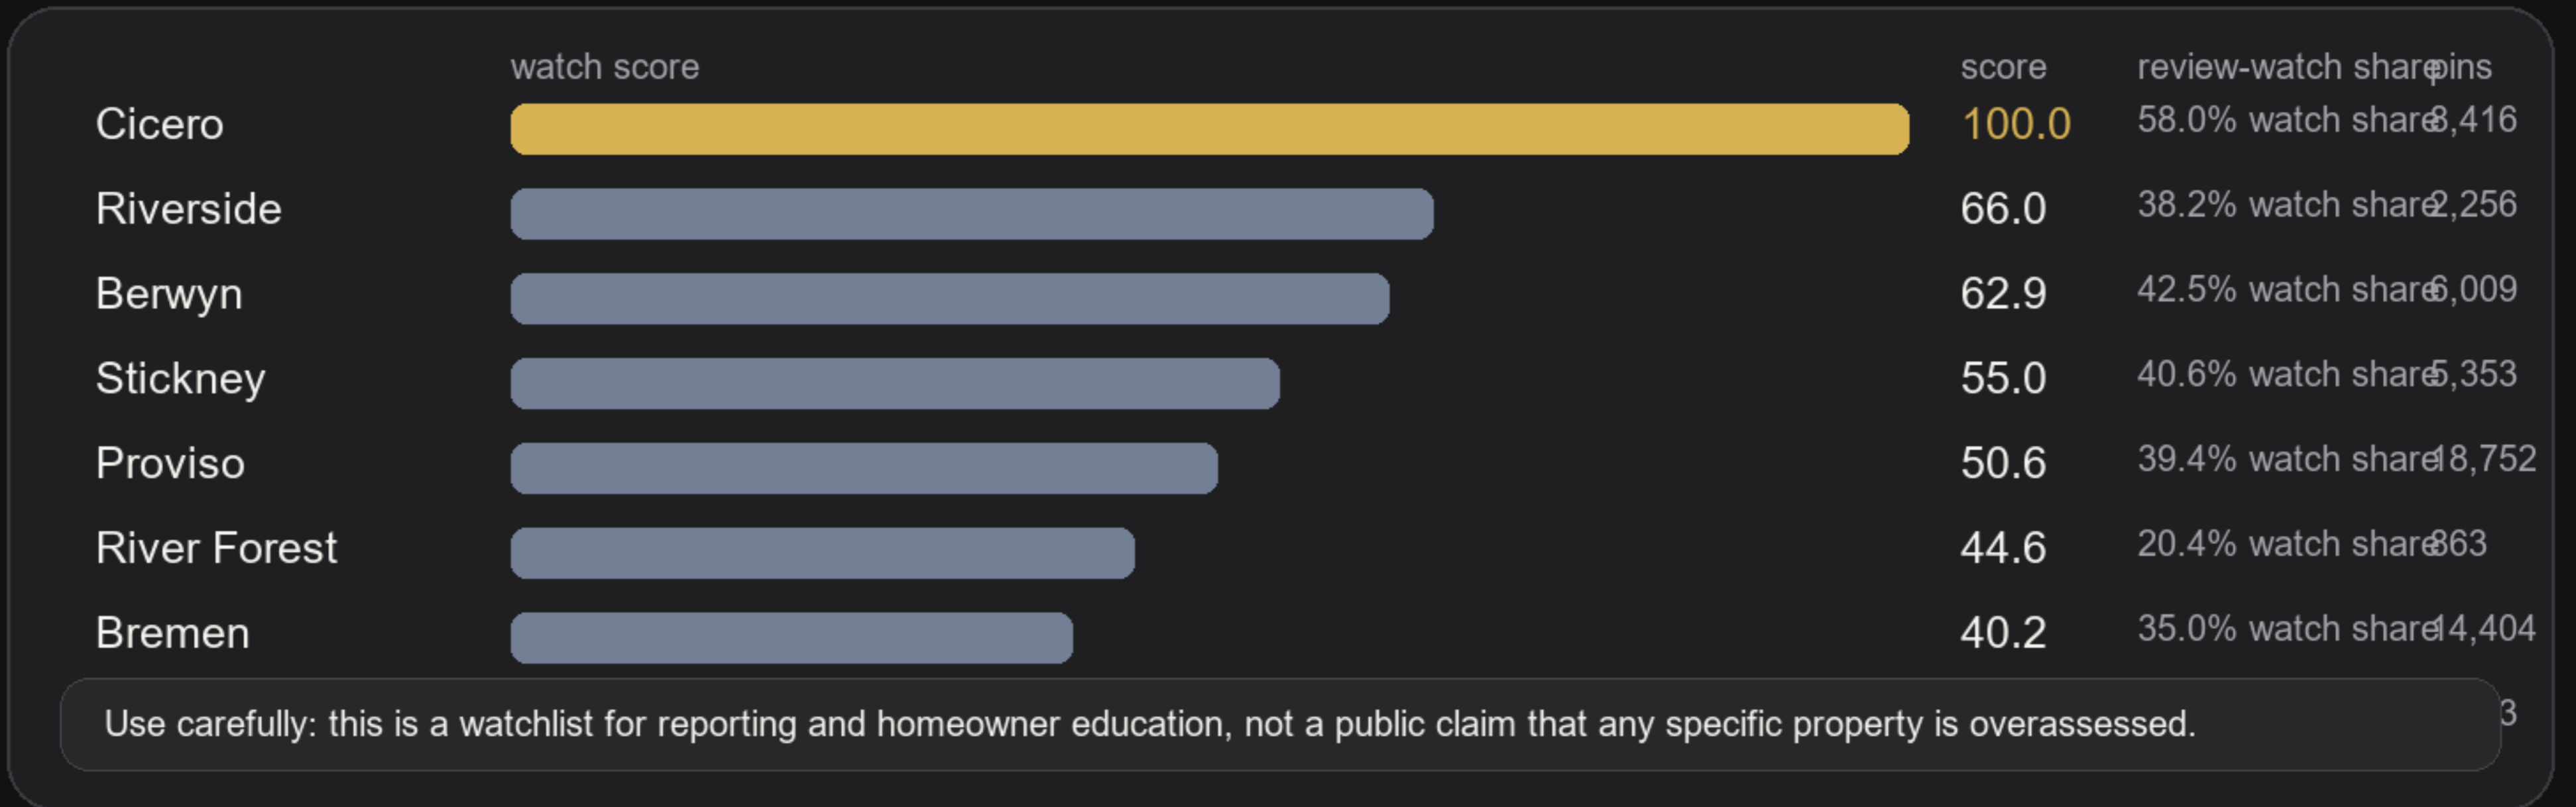 watch score score review-watch share pins
Cicero 100.0 58.0% watch share 8,416
Riverside 66.0 38.2% watch share 2,256
Berwyn 62.9 42.5% watch share 6,009
Stickney 55.0 40.6% watch share 5,353
Proviso 50.6 39.4% watch share 18,752
River Forest 44.6 20.4% watch share 863
Bremen 40.2 35.0% watch share 14,404
Use carefully: this is a watchlist for reporting and homeowner education, not a public claim that any specific property is overassessed.
3